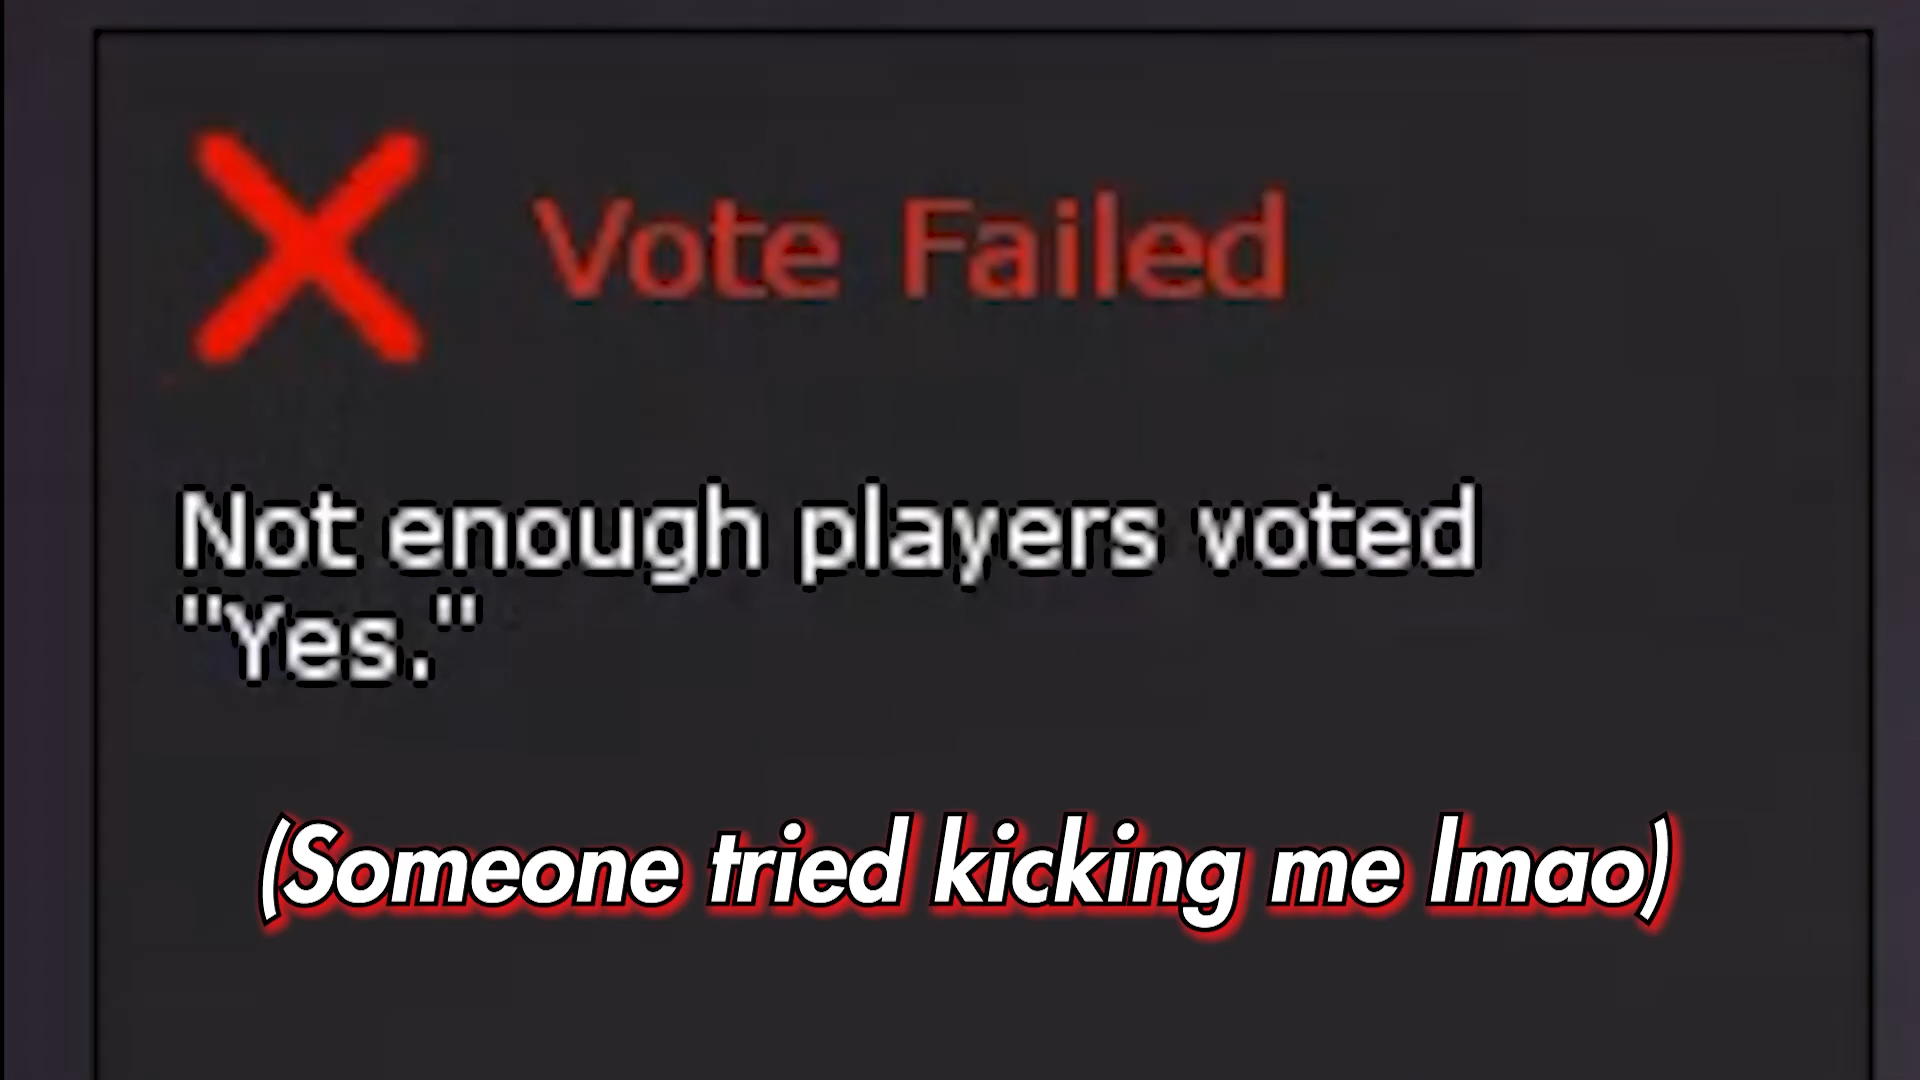 Vote Failed
Not enough players voted
"Yes."
(Someone tried kicking me lmao)